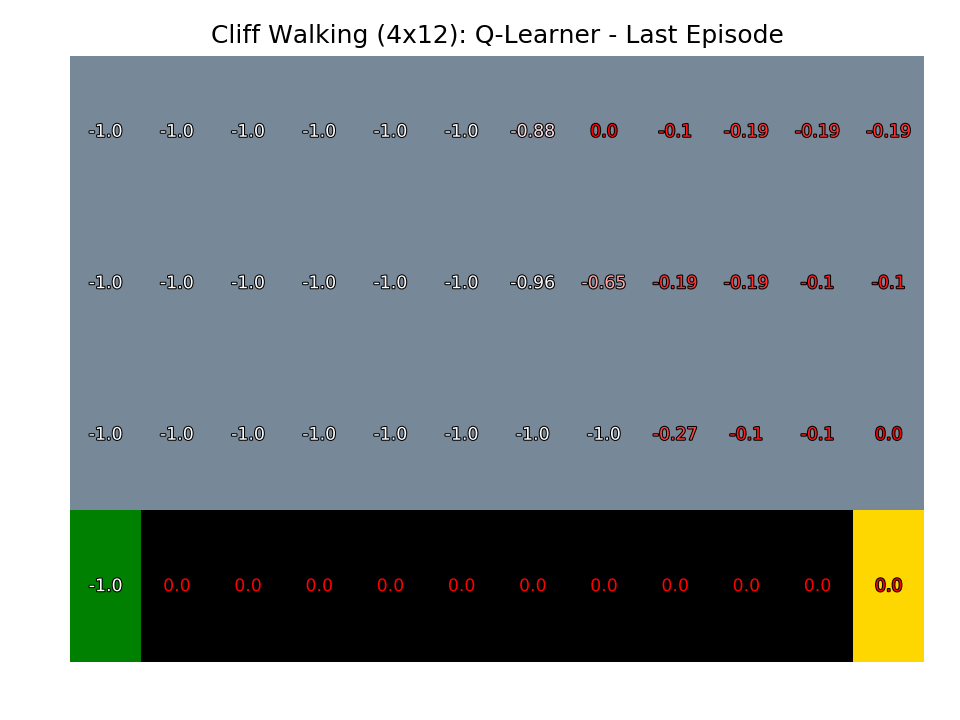 Cliff Walking (4x12): Q-Learner - Last Episode
-1.0 -1.0 -1.0 -1.0 -1.0 -1.0 -0.88 0.0 -0.1 -0.19 -0.19 -0.19
-1.0 -1.0 -1.0 -1.0 -1.0 -1.0 -0.96 -0.65 -0.19 -0.19 -0.1 -0.1
-1.0 -1.0 -1.0 -1.0 -1.0 -1.0 -1.0 -1.0 -0.27 -0.1 -0.1 0.0
-1.0 0.0 0.0 0.0 0.0 0.0 0.0 0.0 0.0 0.0 0.0 0.0